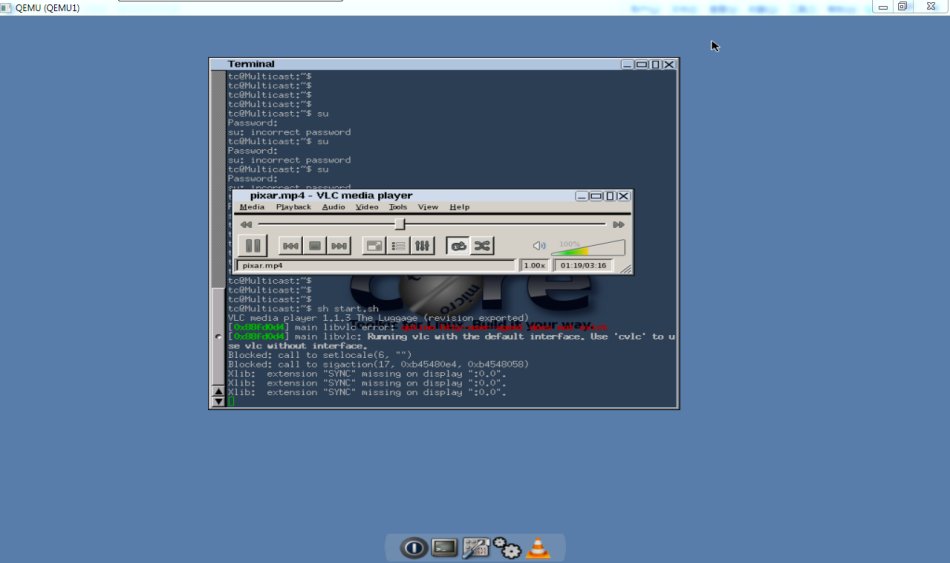 QEMU (QEMU1)
Terminal
tc@Multicast:~$
tc@Multicast:~$
tc@Multicast:~$
tc@Multicast:~$
tc@Multicast:~$ su
Password:
su: incorrect password
tc@Multicast:~$ su
Password:
su: incorrect password
tc@Multicast:~$ su
Password:
su: incorrect password
pixar.mp4 - VLC media player
Media Playback Audio Video Tools View Help
100%
pixar.mp4 1.00x 01:19/03:16
tc@Multicast:~$
tc@Multicast:~$
tc@Multicast:~$
tc@Multicast:~$ sh start.sh
VLC media player 1.1.3 The Luggage (revision exported)
main libvlc error:
main libvlc: Running vlc with the default interface. Use 'cvlc' to u
se vlc without interface.
Blocked: call to setlocale(6, "")
Blocked: call to sigaction(17, 0xb45480e4, 0xb4548058)
Xlib: extension "SYNC" missing on display ":0.0".
Xlib: extension "SYNC" missing on display ":0.0".
Xlib: extension "SYNC" missing on display ":0.0".